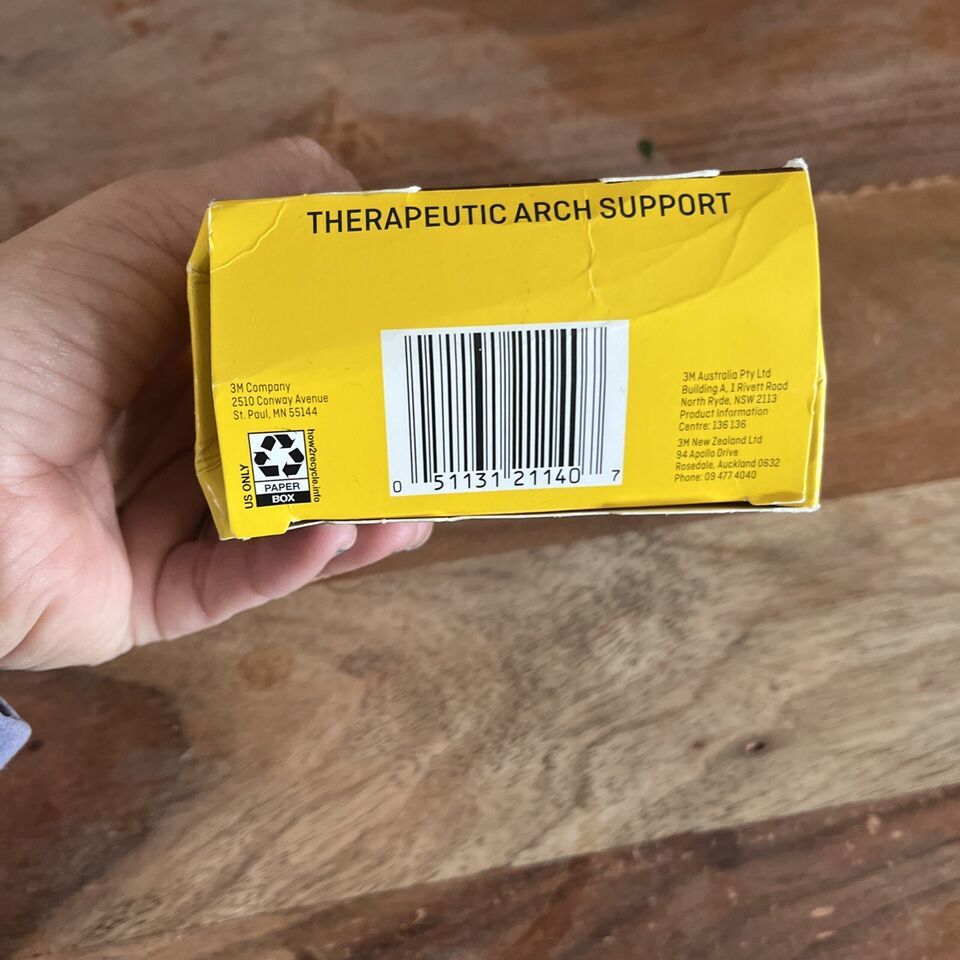 THERAPEUTIC ARCH SUPPORT
3M Company
2510 Conway Avenue
St. Paul, MN 55144
US ONLY
PAPER
BOX
how2recycle.info
0 51131 21140 7
3M Australia Pty Ltd
Building A, 1 Rivett Road
North Ryde, NSW 2113
Product Information
Centre: 136 136
3M New Zealand Ltd
94 Apollo Drive
Rosedale, Auckland 0632
Phone: 09 477 4040